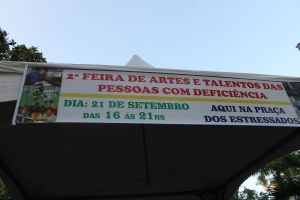 2ª FEIRA DE ARTES E TALENTOS DAS
PESSOAS COM DEFICIÊNCIA
DIA: 21 DE SETEMBRO
DAS 16 ÁS 21HS
AQUI NA PRAÇA
DOS ESTRESSADOS